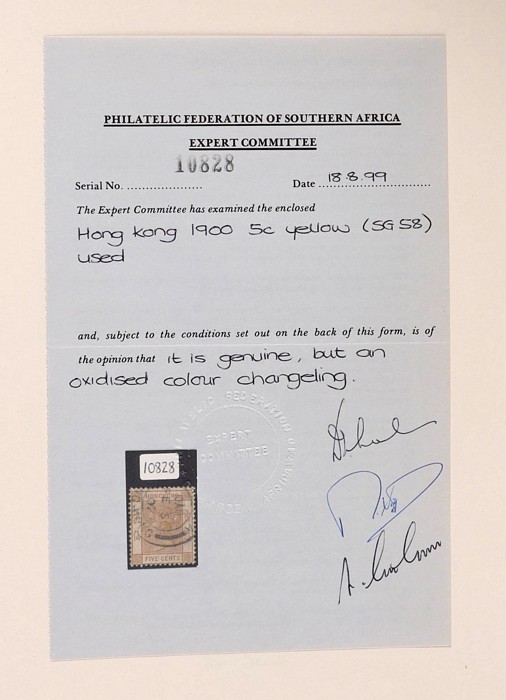 PHILATELIC FEDERATION OF SOUTHERN AFRICA
EXPERT COMMITTEE
10828
Serial No. .................... Date 18.8.99
The Expert Committee has examined the enclosed
Hong Kong 1900 5c yellow (SG58)
used
and, subject to the conditions set out on the back of this form, is of
the opinion that it is genuine, but an
oxidised colour changeling.
EXPERT
COMMITTEE
10828
FIVE CENTS